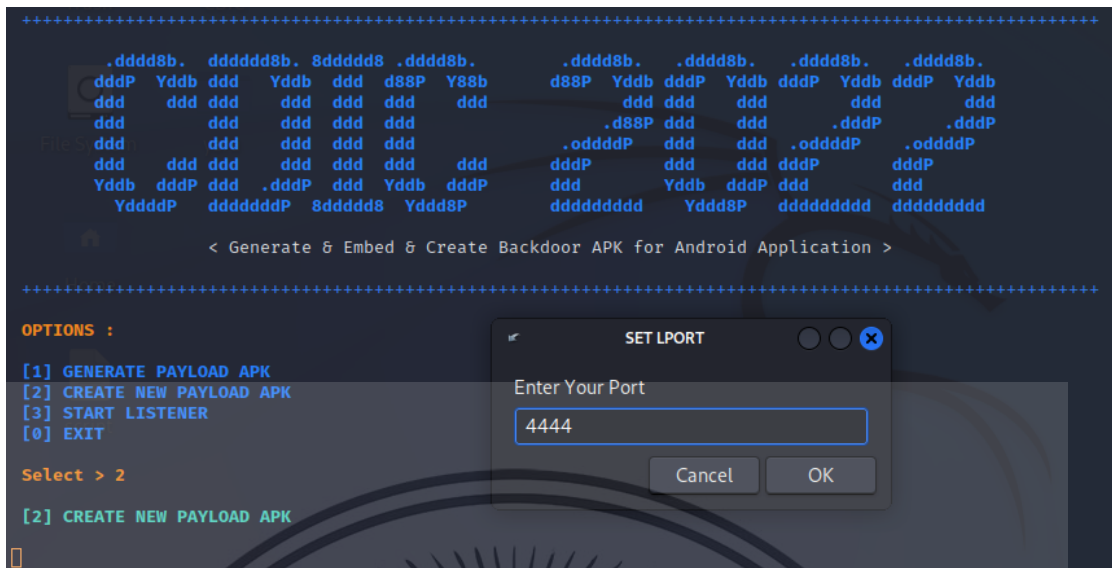 CDIC 2022
< Generate & Embed & Create Backdoor APK for Android Application >
OPTIONS :
[1] GENERATE PAYLOAD APK
[2] CREATE NEW PAYLOAD APK
[3] START LISTENER
[0] EXIT
Select > 2
[2] CREATE NEW PAYLOAD APK
SET LPORT
Enter Your Port
4444
Cancel
OK